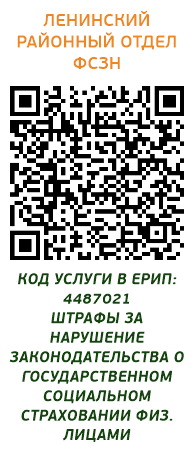 ЛЕНИНСКИЙ
РАЙОННЫЙ ОТДЕЛ
ФСЗН
КОД УСЛУГИ В ЕРИП:
4487021
ШТРАФЫ ЗА
НАРУШЕНИЕ
ЗАКОНОДАТЕЛЬСТВА О
ГОСУДАРСТВЕННОМ
СОЦИАЛЬНОМ
СТРАХОВАНИИ ФИЗ.
ЛИЦАМИ